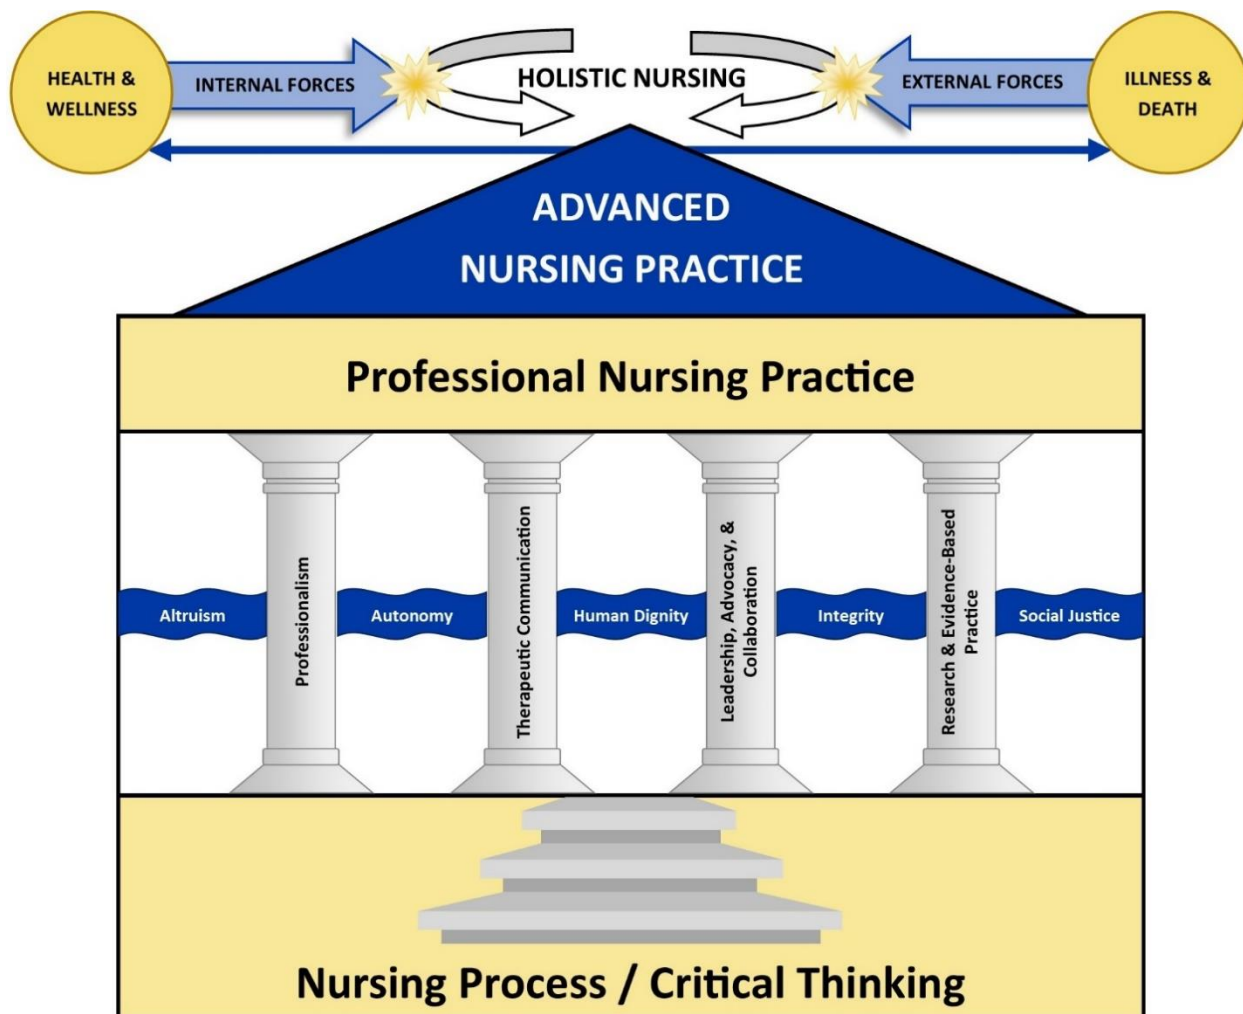 HEALTH &
WELLNESS
INTERNAL FORCES
HOLISTIC NURSING
EXTERNAL FORCES
ILLNESS &
DEATH
ADVANCED
NURSING PRACTICE
Professional Nursing Practice
Altruism
Professionalism
Autonomy
Therapeutic Communication
Human Dignity
Leadership, Advocacy, &
Collaboration
Integrity
Research & Evidence-Based
Practice
Social Justice
Nursing Process / Critical Thinking